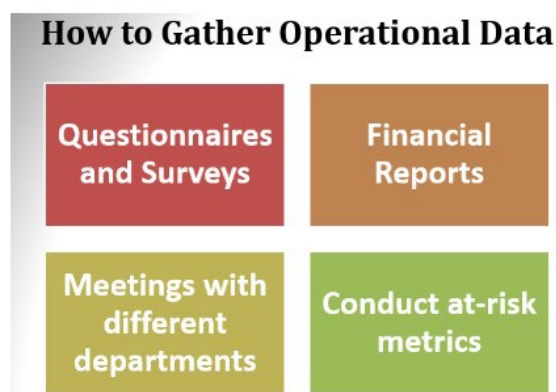 How to Gather Operational Data
Questionnaires
and Surveys
Financial
Reports
Meetings with
different
departments
Conduct at-risk
metrics